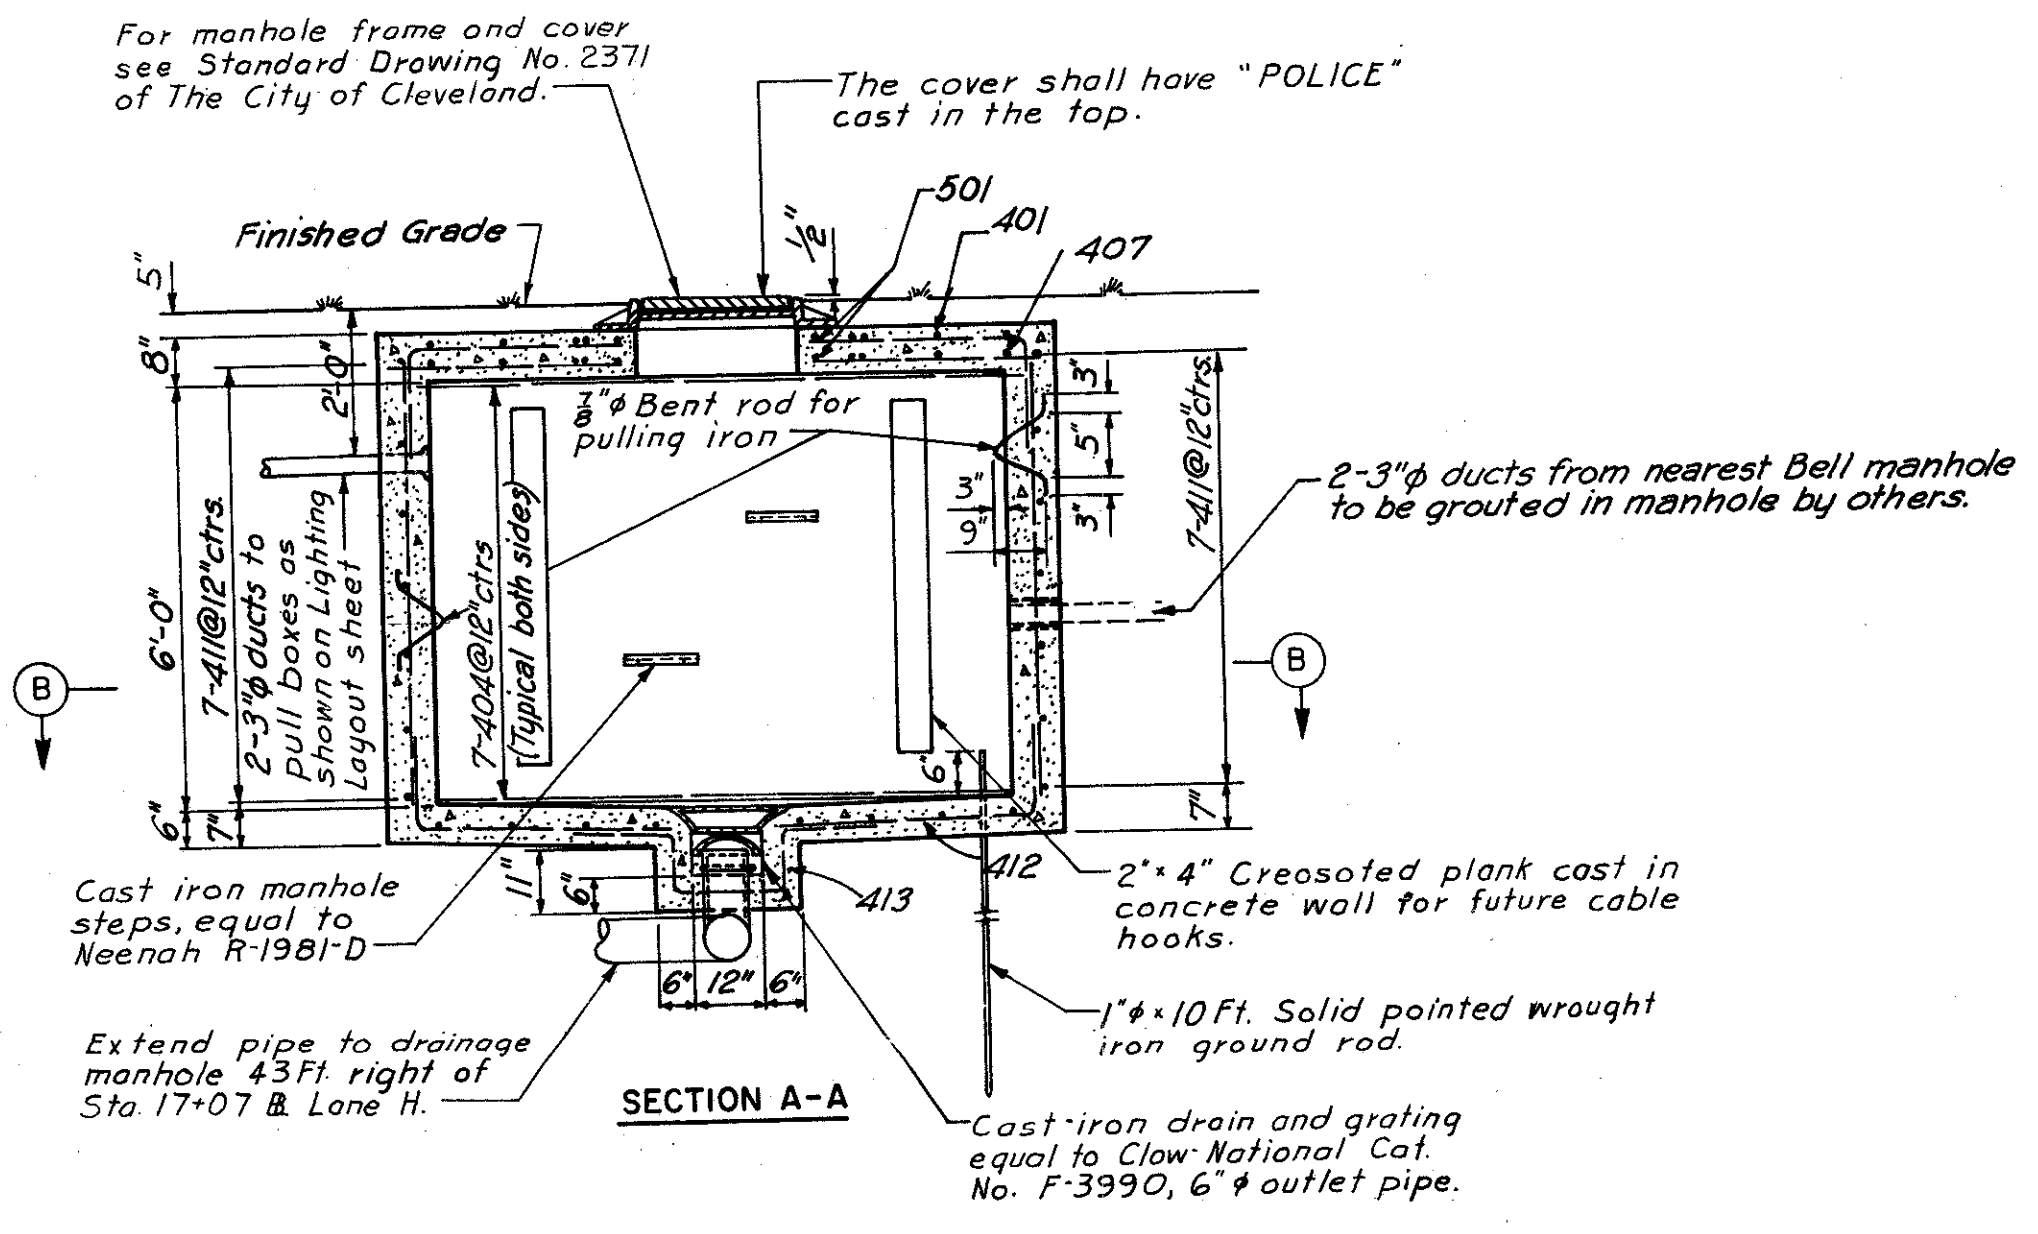 For manhole frame and cover
see Standard Drawing No. 2371
of The City of Cleveland.
The cover shall have "POLICE"
cast in the top.
501
401
407
1/2"
Finished Grade
5"
8"
2'-0"
7/8"φ Bent rod for
pulling iron
3"
5"
3"
3"
9"
7-411@12"ctrs.
2-3"φ ducts from nearest Bell manhole
to be grouted in manhole by others.
6'-0"
7-411@12"ctrs.
2-3"φ ducts to
pull boxes as
shown on Lighting
Layout sheet
7-404@12"ctrs
(Typical both sides)
B
B
6"
6"
7"
7"
11"
6"
412
413
Cast iron manhole
steps, equal to
Neenah R-1981-D
2"x 4" Creosoted plank cast in
concrete wall for future cable
hooks.
6"
12"
6"
1"φ x 10 Ft. Solid pointed wrought
iron ground rod.
Extend pipe to drainage
manhole 43 Ft. right of
Sta. 17+07 BL Lane H.
SECTION A-A
Cast-iron drain and grating
equal to Clow-National Cat.
No. F-3990, 6"φ outlet pipe.